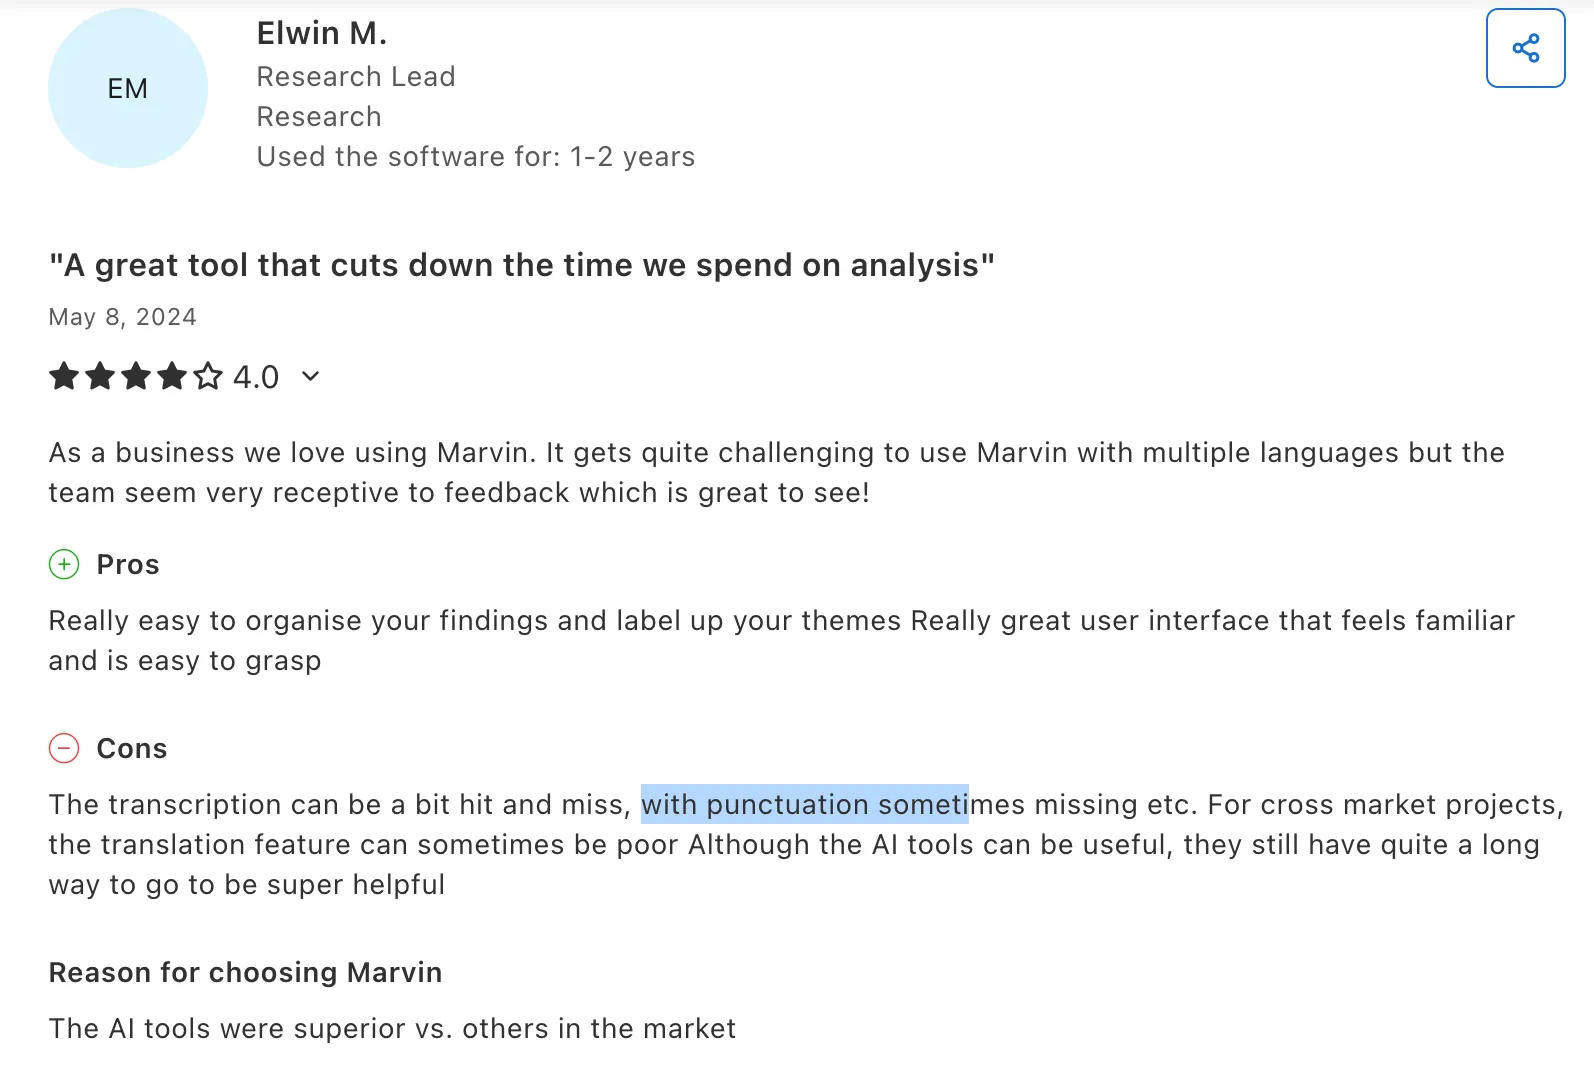 EM
Elwin M.
Research Lead
Research
Used the software for: 1-2 years
"A great tool that cuts down the time we spend on analysis"
May 8, 2024
4.0
As a business we love using Marvin. It gets quite challenging to use Marvin with multiple languages but the
team seem very receptive to feedback which is great to see!
Pros
Really easy to organise your findings and label up your themes Really great user interface that feels familiar
and is easy to grasp
Cons
The transcription can be a bit hit and miss, with punctuation sometimes missing etc. For cross market projects,
the translation feature can sometimes be poor Although the AI tools can be useful, they still have quite a long
way to go to be super helpful
Reason for choosing Marvin
The AI tools were superior vs. others in the market